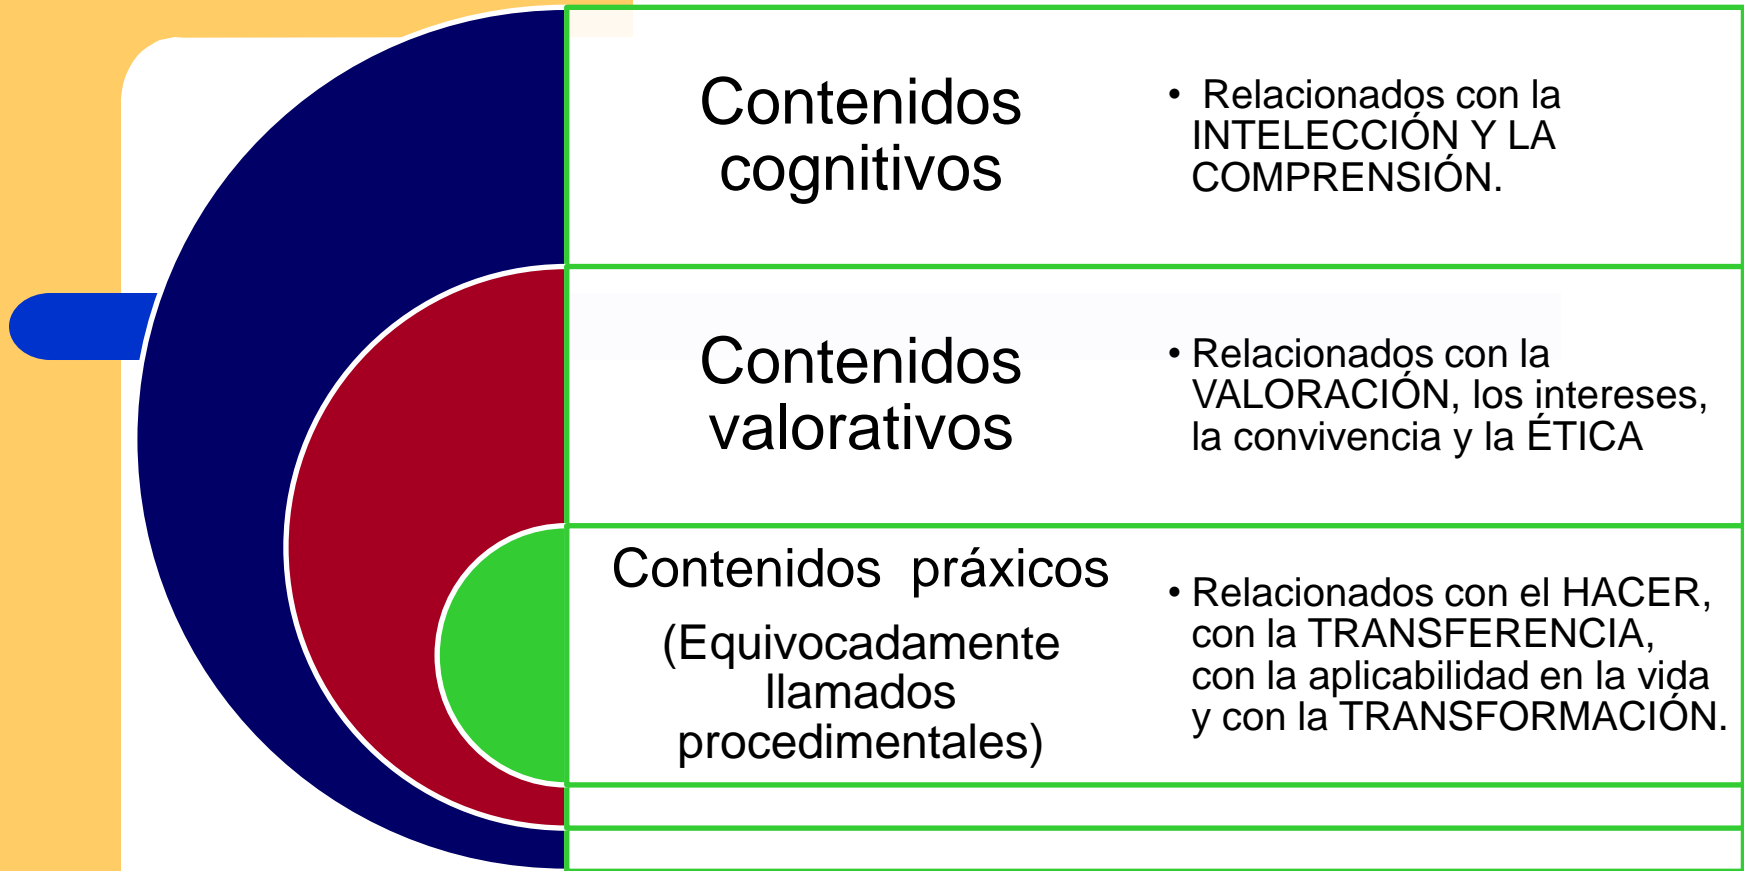 Contenidos
cognitivos
• Relacionados con la
INTELECCIÓN Y LA
COMPRENSIÓN.
Contenidos
valorativos
• Relacionados con la
VALORACIÓN, los intereses,
la convivencia y la ÉTICA
Contenidos práxicos
(Equivocadamente
llamados
procedimentales)
• Relacionados con el HACER,
con la TRANSFERENCIA,
con la aplicabilidad en la vida
y con la TRANSFORMACIÓN.